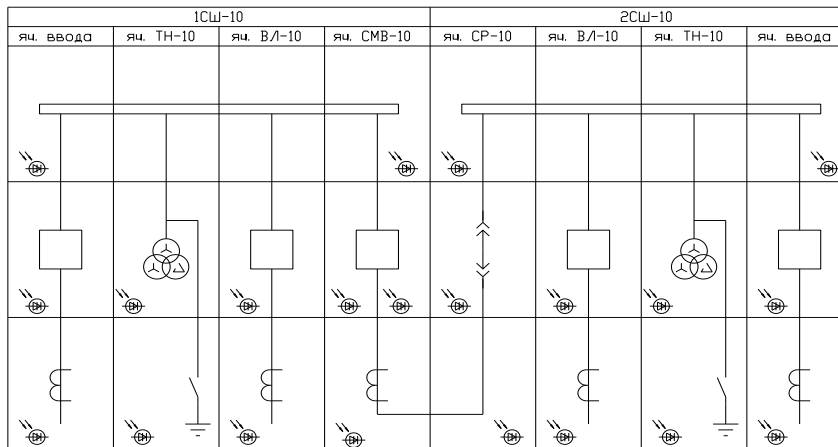 1СШ-10 2СШ-10
яч. ввода яч. ТН-10 яч. ВЛ-10 яч. СМВ-10 яч. СР-10 яч. ВЛ-10 яч. ТН-10 яч. ввода